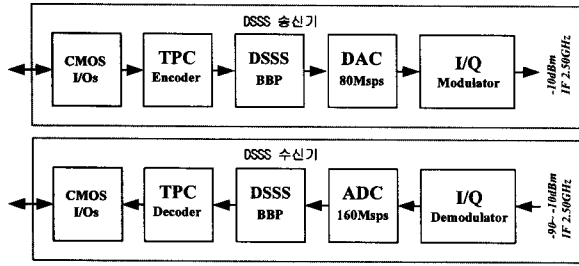 DSSS 송신기
CMOS
I/Os
TPC
Encoder
DSSS
BBP
DAC
80Msps
I/Q
Modulator
-10dBm
IF 2.50GHz
DSSS 수신기
CMOS
I/Os
TPC
Decoder
DSSS
BBP
ADC
160Msps
I/Q
Demodulator
-90~ -10dBm
IF 2.50GHz